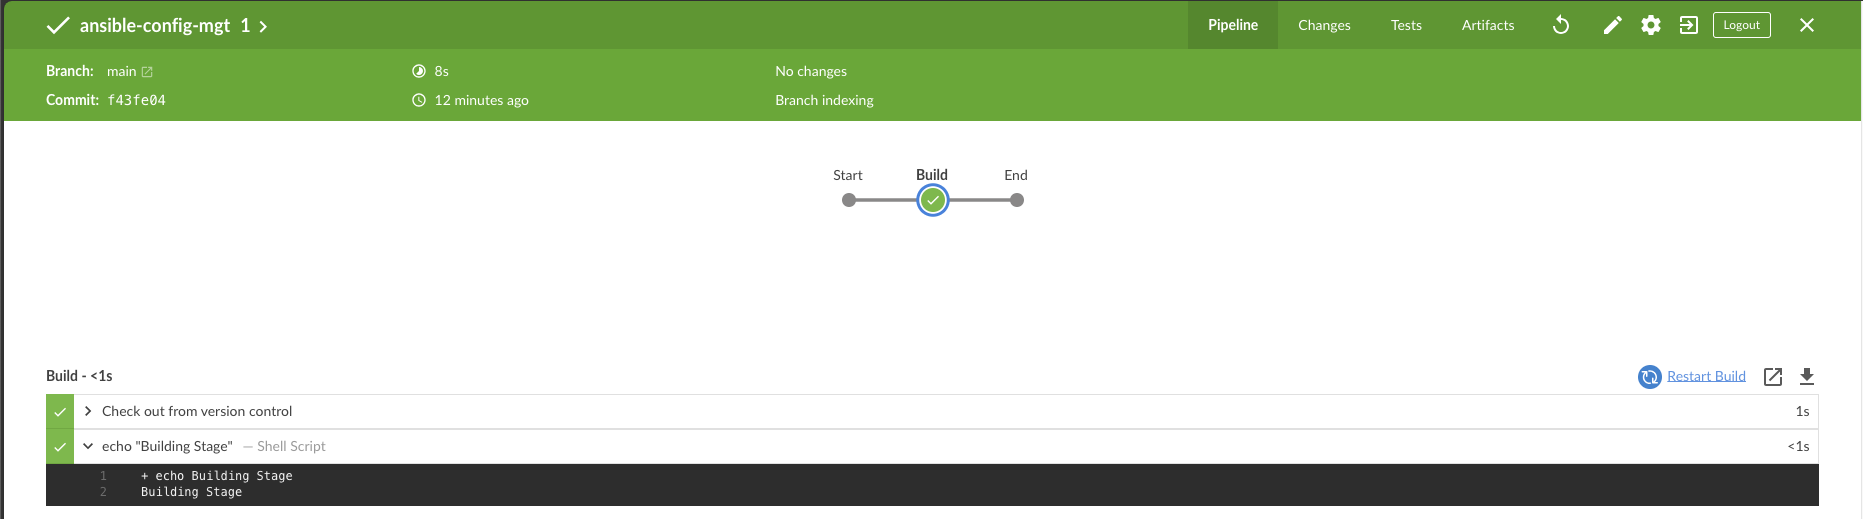 ansible-config-mgt 1
Pipeline Changes Tests Artifacts Logout
Branch: main 8s No changes
Commit: f43fe04 12 minutes ago Branch indexing
Start Build End
Build - <1s Restart Build
Check out from version control 1s
echo "Building Stage" — Shell Script <1s
1 + echo Building Stage
2 Building Stage